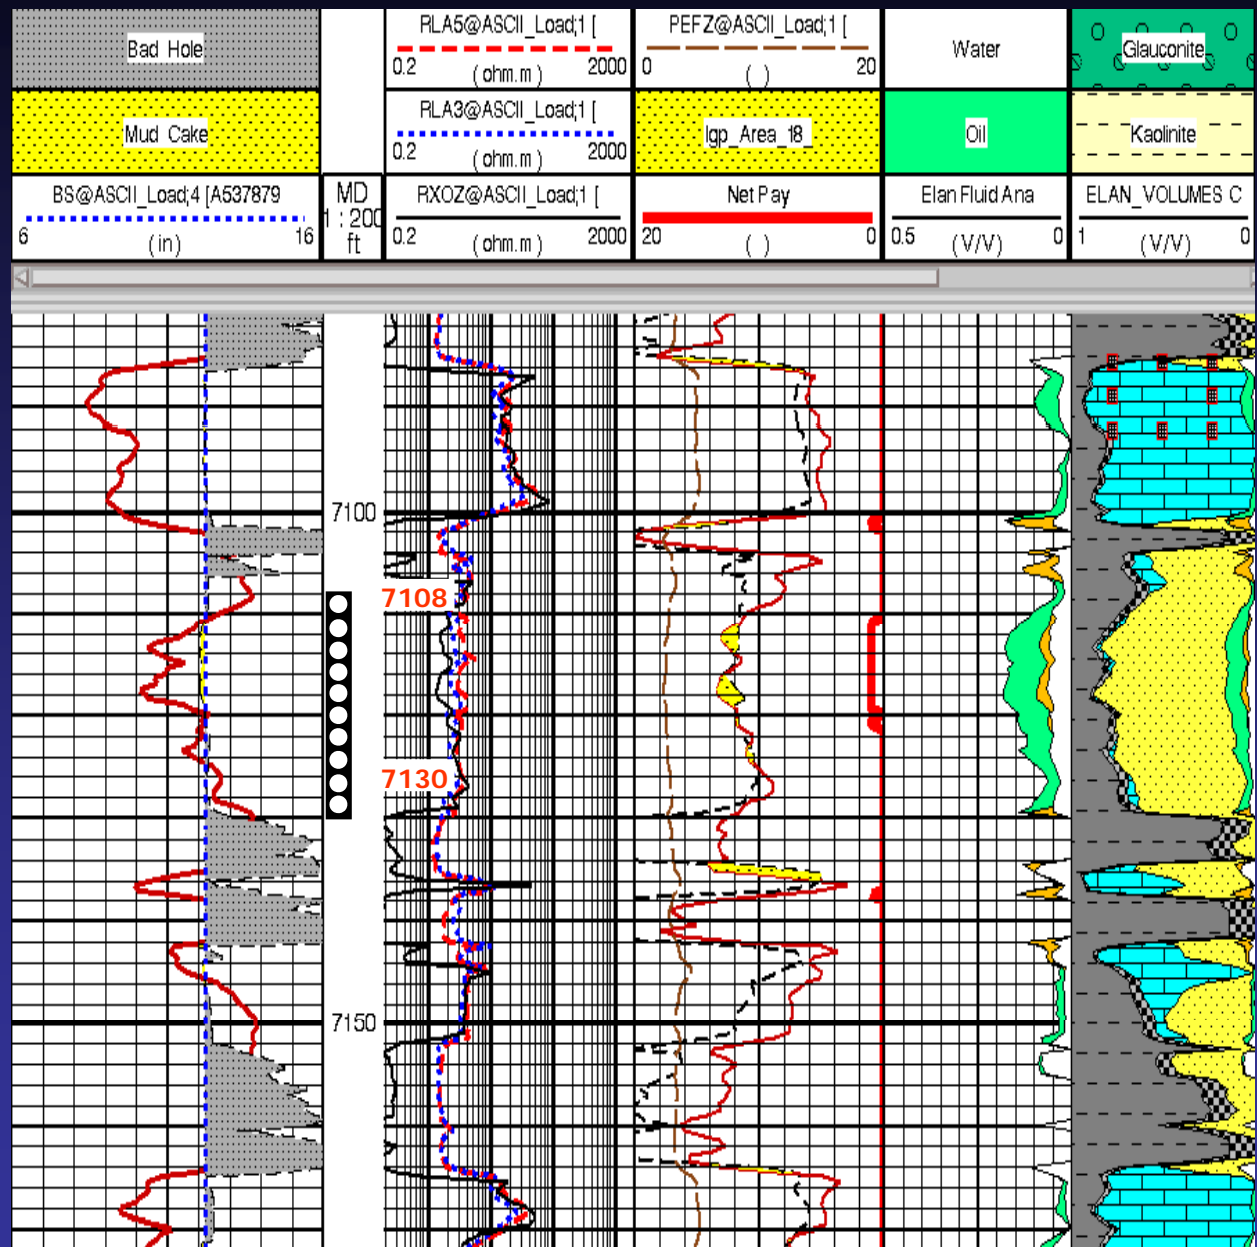 Bad Hole
Mud Cake
BS@ASCII_Load;4 [A537879
6 (in) 16
MD
1 : 200
ft
RLA5@ASCII_Load;1 [
0.2 (ohm.m) 2000
RLA3@ASCII_Load;1 [
0.2 (ohm.m) 2000
RXOZ@ASCII_Load;1 [
0.2 (ohm.m) 2000
PEFZ@ASCII_Load;1 [
0 ( ) 20
lgp_Area_18_
Net Pay
20 ( ) 0
Water
Oil
Elan Fluid Ana
0.5 (V/V) 0
Glauconite
Kaolinite
ELAN_VOLUMES C
1 (V/V) 0
7100
7108
7130
7150